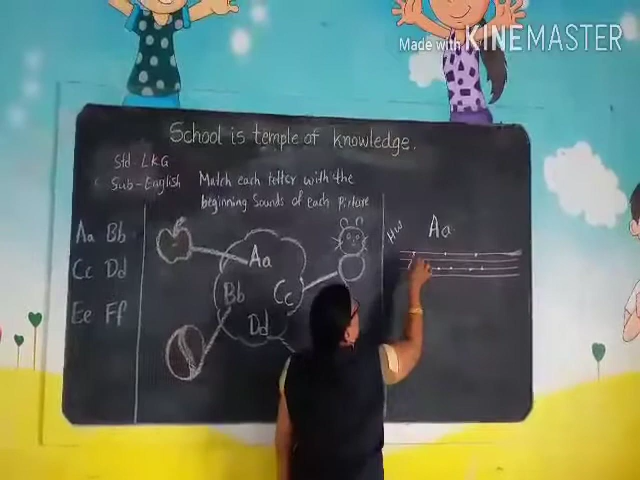 Made with KINEMASTER
School is temple of knowledge.
Std-LKG
Sub-English
Match each letter with the
beginning Sounds of each Picture
Aa Bb
Cc Dd
Ee Ff
Aa
Bb
Cc
Dd
HW
Aa